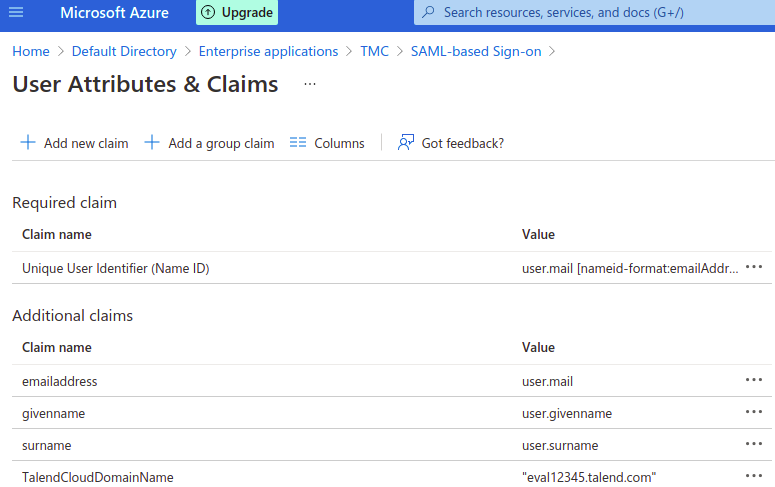 Microsoft Azure Upgrade Search resources, services, and docs (G+/)
Home > Default Directory > Enterprise applications > TMC > SAML-based Sign-on >
User Attributes & Claims ...
Add new claim Add a group claim Columns Got feedback?
Required claim
Claim name Value
Unique User Identifier (Name ID) user.mail [nameid-format:emailAddr... ...
Additional claims
Claim name Value
emailaddress user.mail ...
givenname user.givenname ...
surname user.surname ...
TalendCloudDomainName "eval12345.talend.com" ...